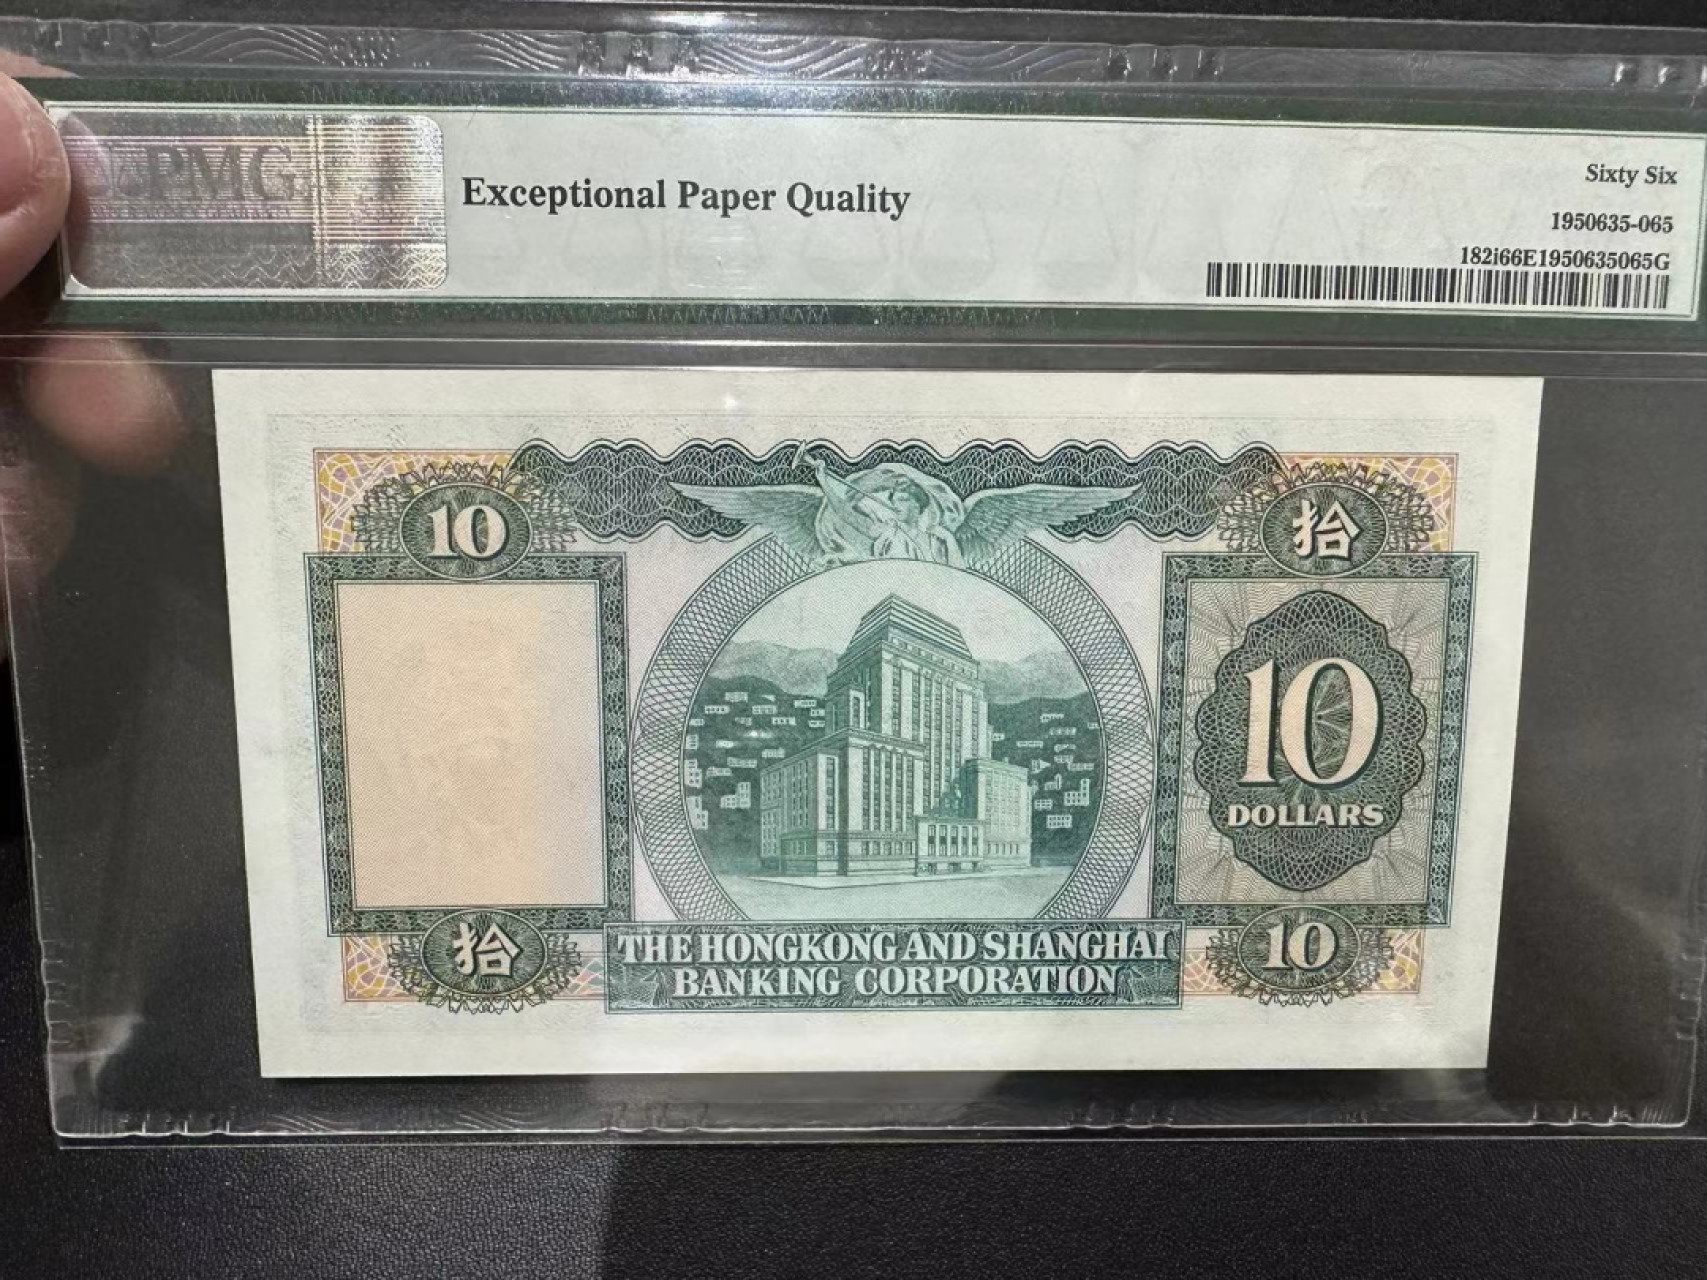 PMG
Exceptional Paper Quality
Sixty Six
1950635-065
182i66E1950635065G
10
拾
10
DOLLARS
拾
THE HONGKONG AND SHANGHAI
BANKING CORPORATION
10